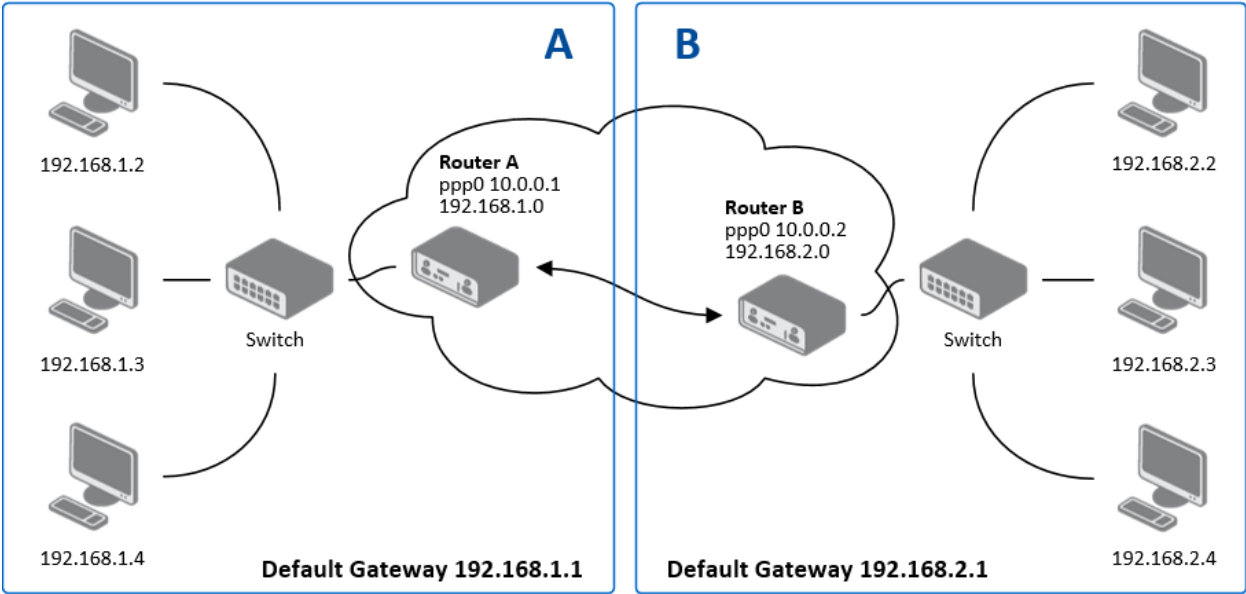 A
192.168.1.2
192.168.1.3
192.168.1.4
Switch
Router A
ppp0 10.0.0.1
192.168.1.0
Default Gateway 192.168.1.1
B
Router B
ppp0 10.0.0.2
192.168.2.0
Switch
192.168.2.2
192.168.2.3
192.168.2.4
Default Gateway 192.168.2.1